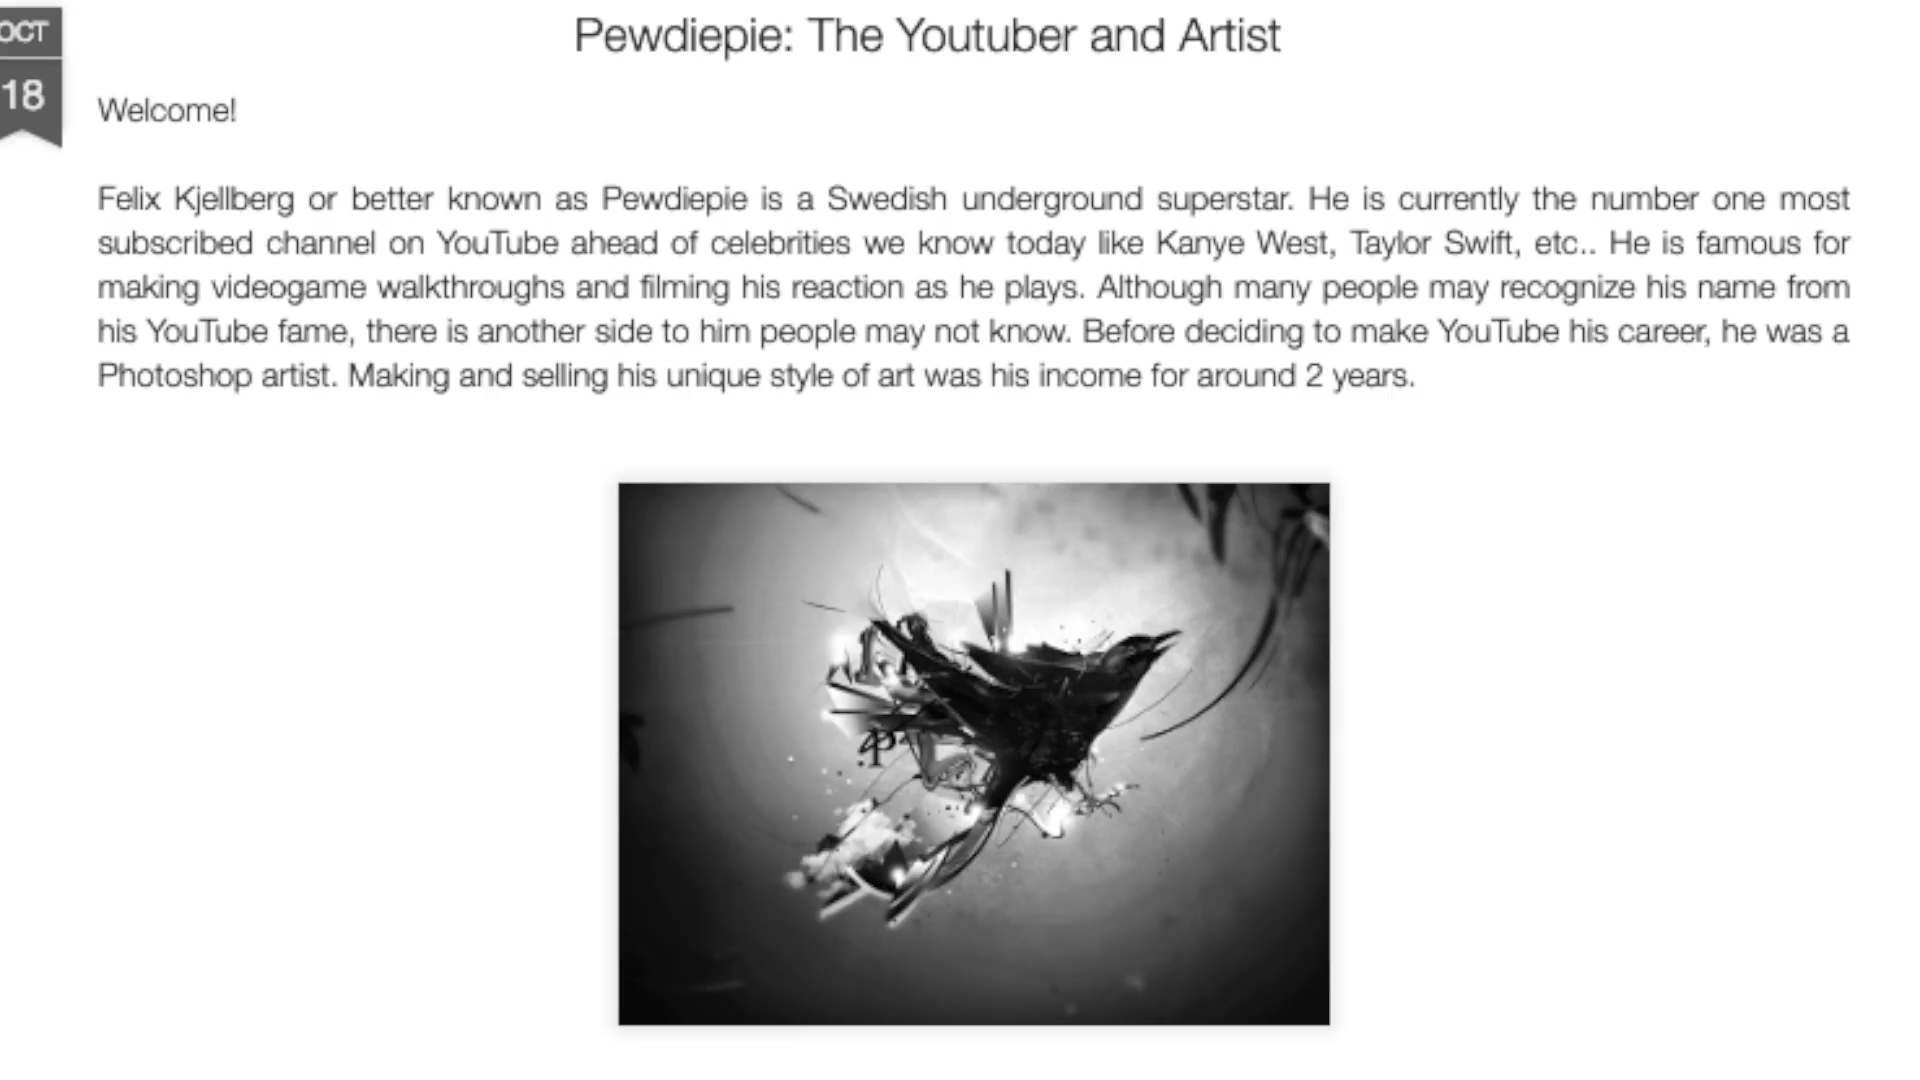 OCT
18
Pewdiepie: The Youtuber and Artist
Welcome!
Felix Kjellberg or better known as Pewdiepie is a Swedish underground superstar. He is currently the number one most
subscribed channel on YouTube ahead of celebrities we know today like Kanye West, Taylor Swift, etc.. He is famous for
making videogame walkthroughs and filming his reaction as he plays. Although many people may recognize his name from
his YouTube fame, there is another side to him people may not know. Before deciding to make YouTube his career, he was a
Photoshop artist. Making and selling his unique style of art was his income for around 2 years.